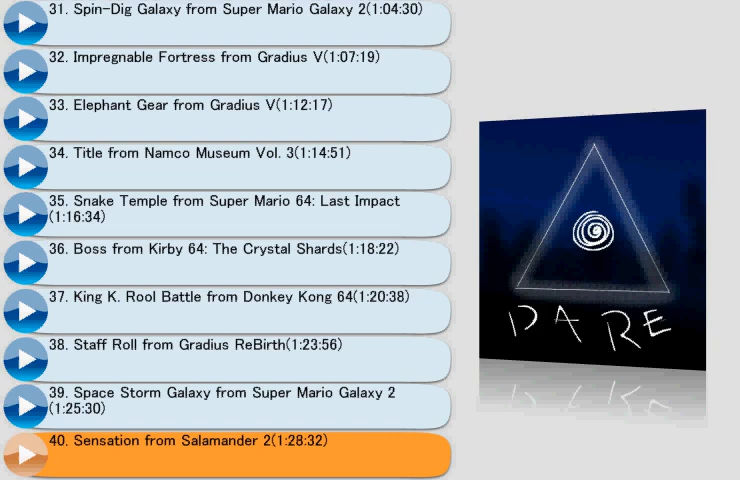 31. Spin-Dig Galaxy from Super Mario Galaxy 2(1:04:30)
32. Impregnable Fortress from Gradius V(1:07:19)
33. Elephant Gear from Gradius V(1:12:17)
34. Title from Namco Museum Vol. 3(1:14:51)
35. Snake Temple from Super Mario 64: Last Impact
(1:16:34)
36. Boss from Kirby 64: The Crystal Shards(1:18:22)
37. King K. Rool Battle from Donkey Kong 64(1:20:38)
38. Staff Roll from Gradius ReBirth(1:23:56)
39. Space Storm Galaxy from Super Mario Galaxy 2
(1:25:30)
40. Sensation from Salamander 2(1:28:32)
DARE